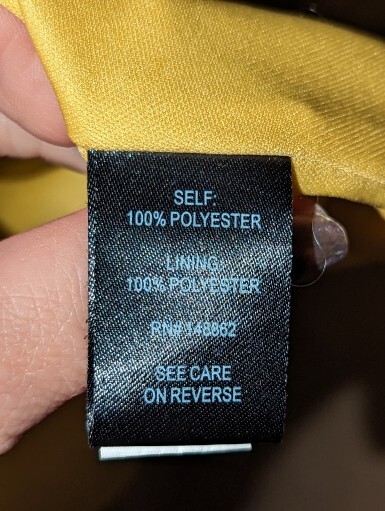 SELF:
100% POLYESTER
LINING:
100% POLYESTER
RN# 148862
SEE CARE
ON REVERSE